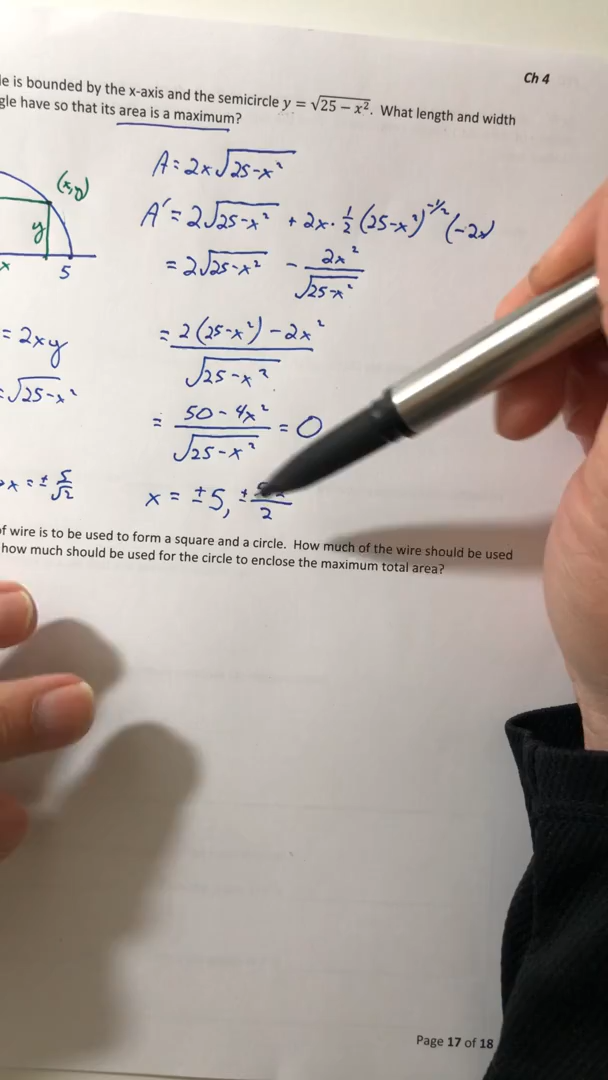 Ch 4
le is bounded by the x-axis and the semicircle y = √25 − x². What length and width
gle have so that its area is a maximum?
A = 2x√25-x²
(x,y)
A' = 2√25-x² + 2x · 1/2 (25-x²)^-1/2 (-2x)
y
= 2√25-x² - 2x²/√25-x²
x 5
= 2xy
= 2(25-x²) - 2x²/√25-x²
= √25-x²
= 50 - 4x²/√25-x² = 0
x = ± 5/√2
x = ±5, ± /2
of wire is to be used to form a square and a circle. How much of the wire should be used
how much should be used for the circle to enclose the maximum total area?
Page 17 of 18